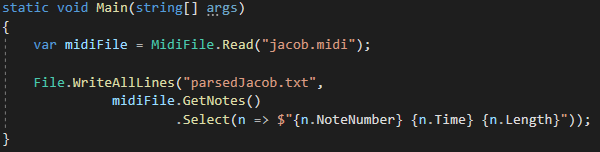 static void Main(string[] args)
{
    var midiFile = MidiFile.Read("jacob.midi");
    File.WriteAllLines("parsedJacob.txt",
              midiFile.GetNotes()
                      .Select(n => $"{n.NoteNumber} {n.Time} {n.Length}"));
}